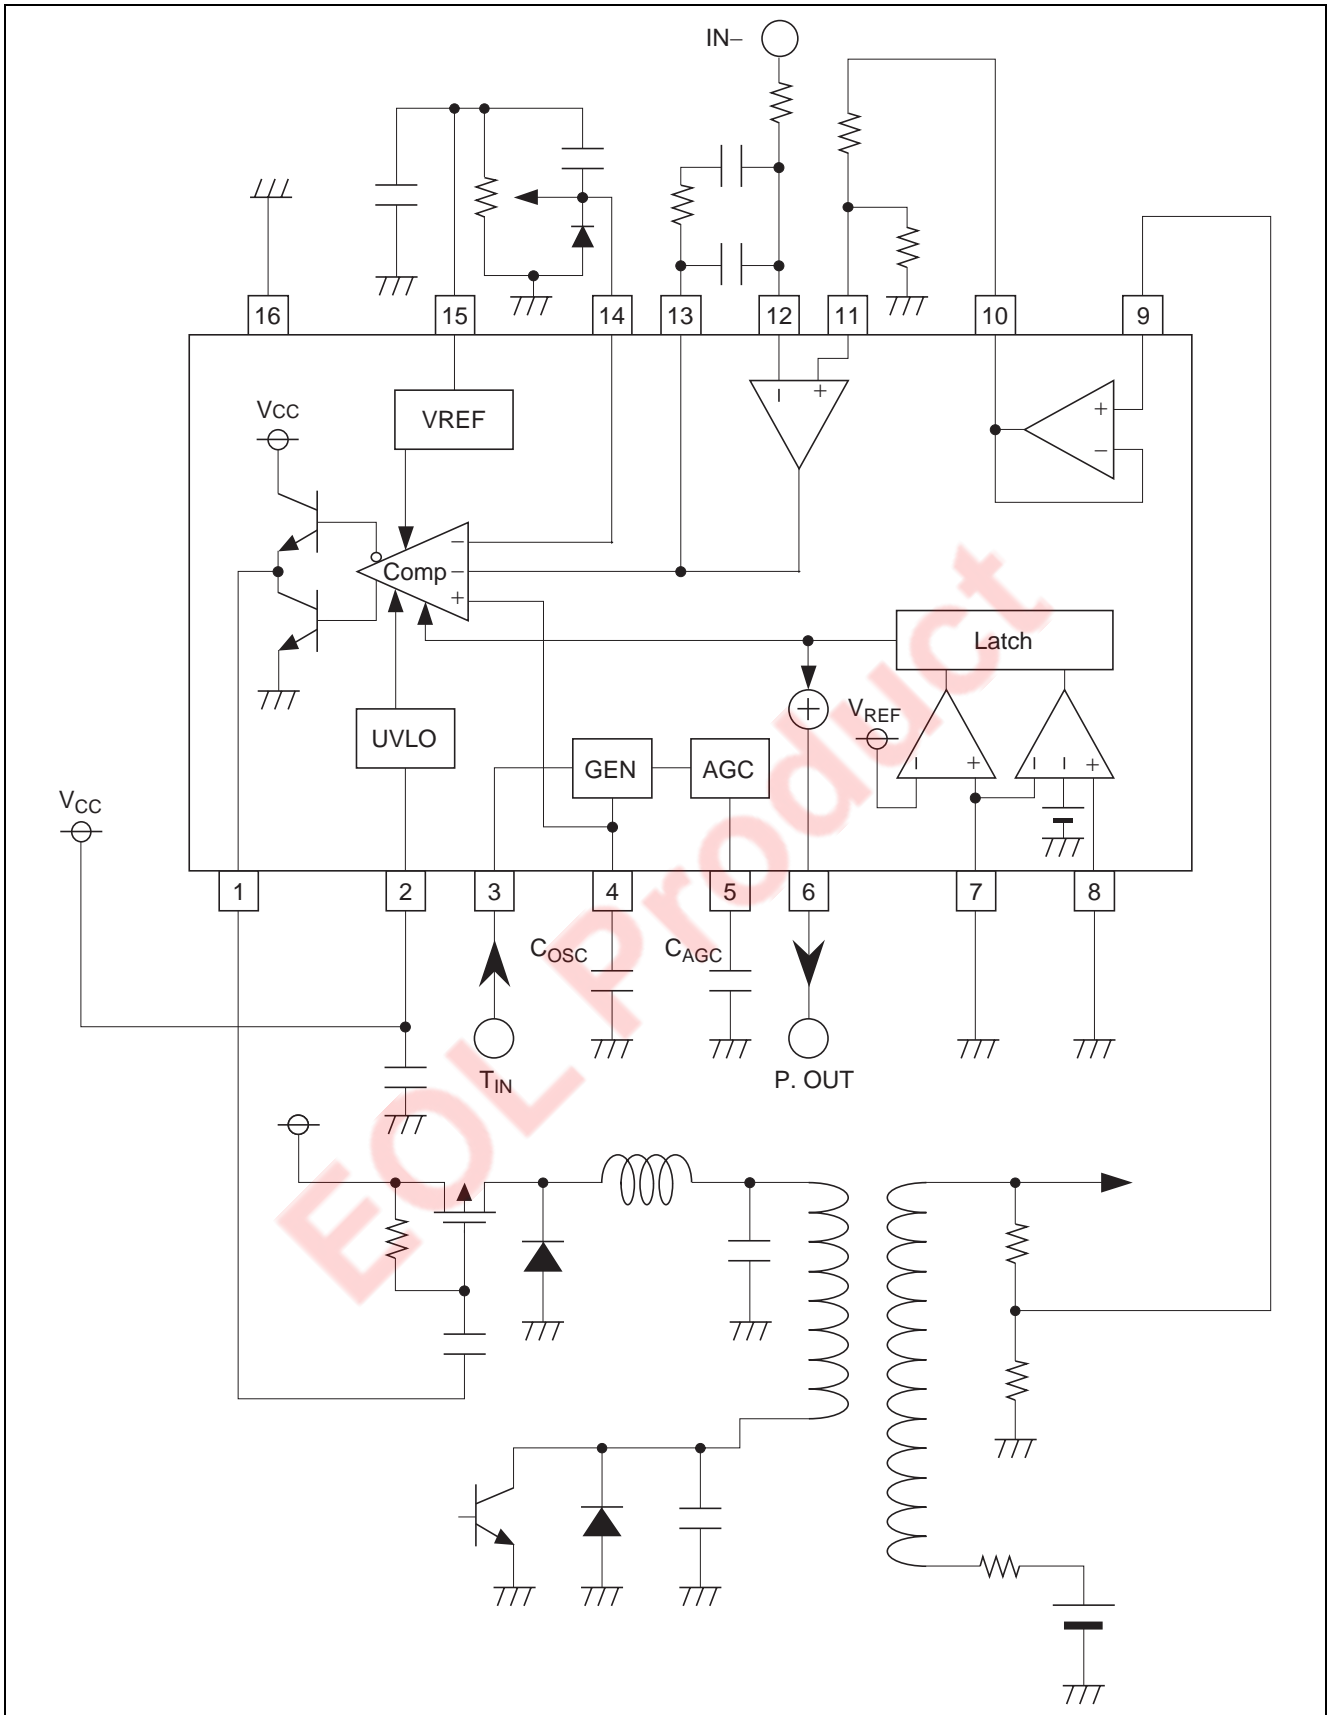 IN–
16 15 14 13 12 11 10 9
VCC
VREF
– +
+
–
Comp
–
–
+
Latch
VREF
UVLO
GEN
AGC
+
– + – – +
VCC
1 2 3 4 5 6 7 8
COSC
CAGC
TIN
P. OUT
EOL Product